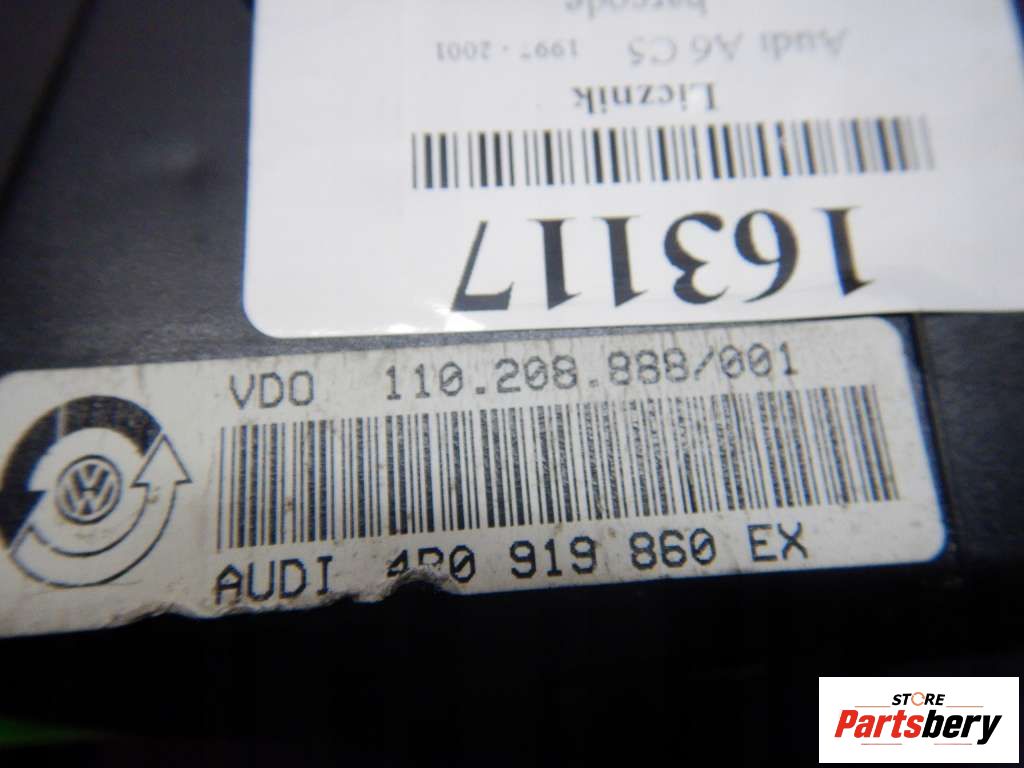 barcode
Audi A6 C5 1997 - 2001
Licznik
163117
VDO 110.208.888/001
AUDI 4B0 919 860 EX
STORE
Partsbery